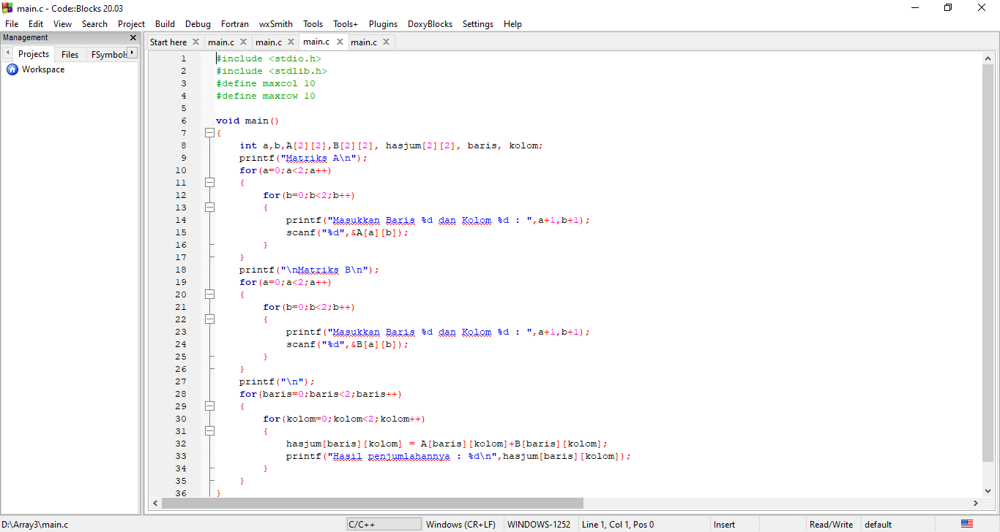 main.c - Code::Blocks 20.03
File Edit View Search Project Build Debug Fortran wxSmith Tools Tools+ Plugins DoxyBlocks Settings Help
Management
Projects Files FSymbols
Workspace
Start here main.c main.c main.c main.c
1 #include <stdio.h>
2 #include <stdlib.h>
3 #define maxcol 10
4 #define maxrow 10
5
6 void main()
7 {
8 int a,b,A[2][2],B[2][2], hasjum[2][2], baris, kolom;
9 printf("Matriks A\n");
10 for(a=0;a<2;a++)
11 {
12 for(b=0;b<2;b++)
13 {
14 printf("Masukkan Baris %d dan Kolom %d : ",a+1,b+1);
15 scanf("%d",&A[a][b]);
16 }
17 }
18 printf("\nMatriks B\n");
19 for(a=0;a<2;a++)
20 {
21 for(b=0;b<2;b++)
22 {
23 printf("Masukkan Baris %d dan Kolom %d : ",a+1,b+1);
24 scanf("%d",&B[a][b]);
25 }
26 }
27 printf("\n");
28 for(baris=0;baris<2;baris++)
29 {
30 for(kolom=0;kolom<2;kolom++)
31 {
32 hasjum[baris][kolom] = A[baris][kolom]+B[baris][kolom];
33 printf("Hasil penjumlahannya : %d\n",hasjum[baris][kolom]);
34 }
35 }
36 }
D:\Array3\main.c C/C++ Windows (CR+LF) WINDOWS-1252 Line 1, Col 1, Pos 0 Insert Read/Write default